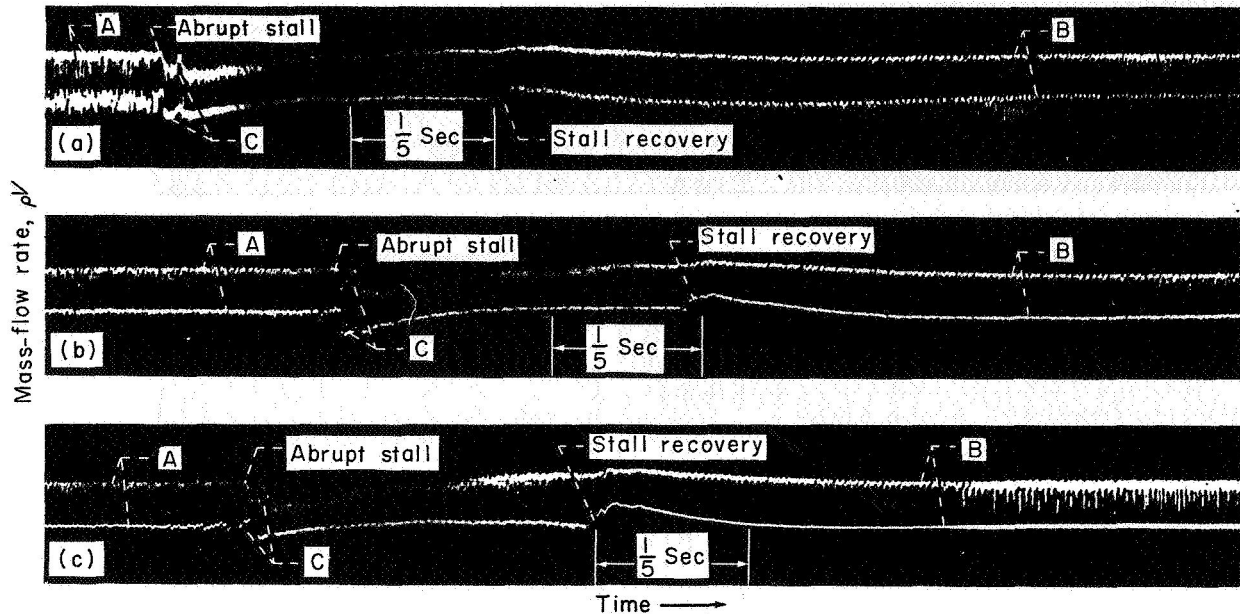 A
Abrupt stall
B
1/5 Sec
C
Stall recovery
(a)
Mass-flow rate, ρV
A
Abrupt stall
Stall recovery
B
C
1/5 Sec
(b)
A
Abrupt stall
Stall recovery
B
C
1/5 Sec
(c)
Time